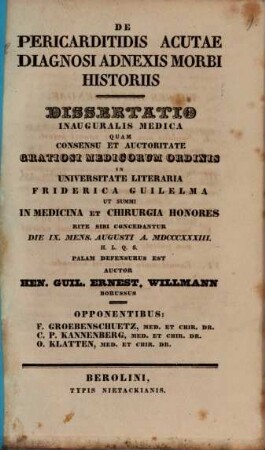 DE
PERICARDITIDIS ACUTAE
DIAGNOSI ADNEXIS MORBI
HISTORIIS
DISSERTATIO
INAUGURALIS MEDICA
QUAM
CONSENSU ET AUCTORITATE
GRATIOSI MEDICORUM ORDINIS
IN
UNIVERSITATE LITERARIA
FRIDERICA GUILELMA
UT SUMMI
IN MEDICINA ET CHIRURGIA HONORES
RITE SIBI CONCEDANTUR
DIE IX. MENS. AUGUSTI A. MDCCCXXXIII.
H. L. Q. S.
PALAM DEFENSURUS EST
AUCTOR
HEN. GUIL. ERNEST, WILLMANN
BORUSSUS
OPPONENTIBUS:
F. GROEBENSCHUETZ, MED. ET CHIR. DR.
C. P. KANNENBERG, MED. ET CHIR. DR.
O. KLATTEN, MED. ET CHIR. DR.
BEROLINI,
TYPIS NIETACKIANIS.